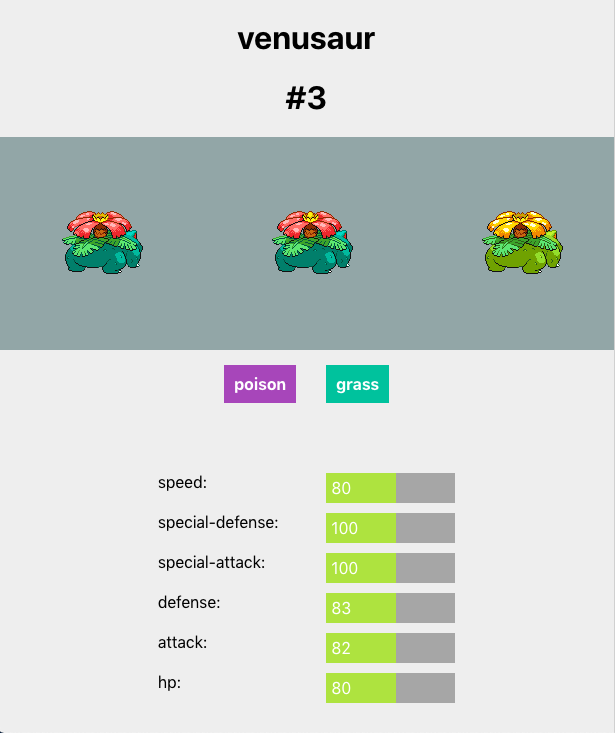 venusaur
#3
poison grass
speed: 80
special-defense: 100
special-attack: 100
defense: 83
attack: 82
hp: 80